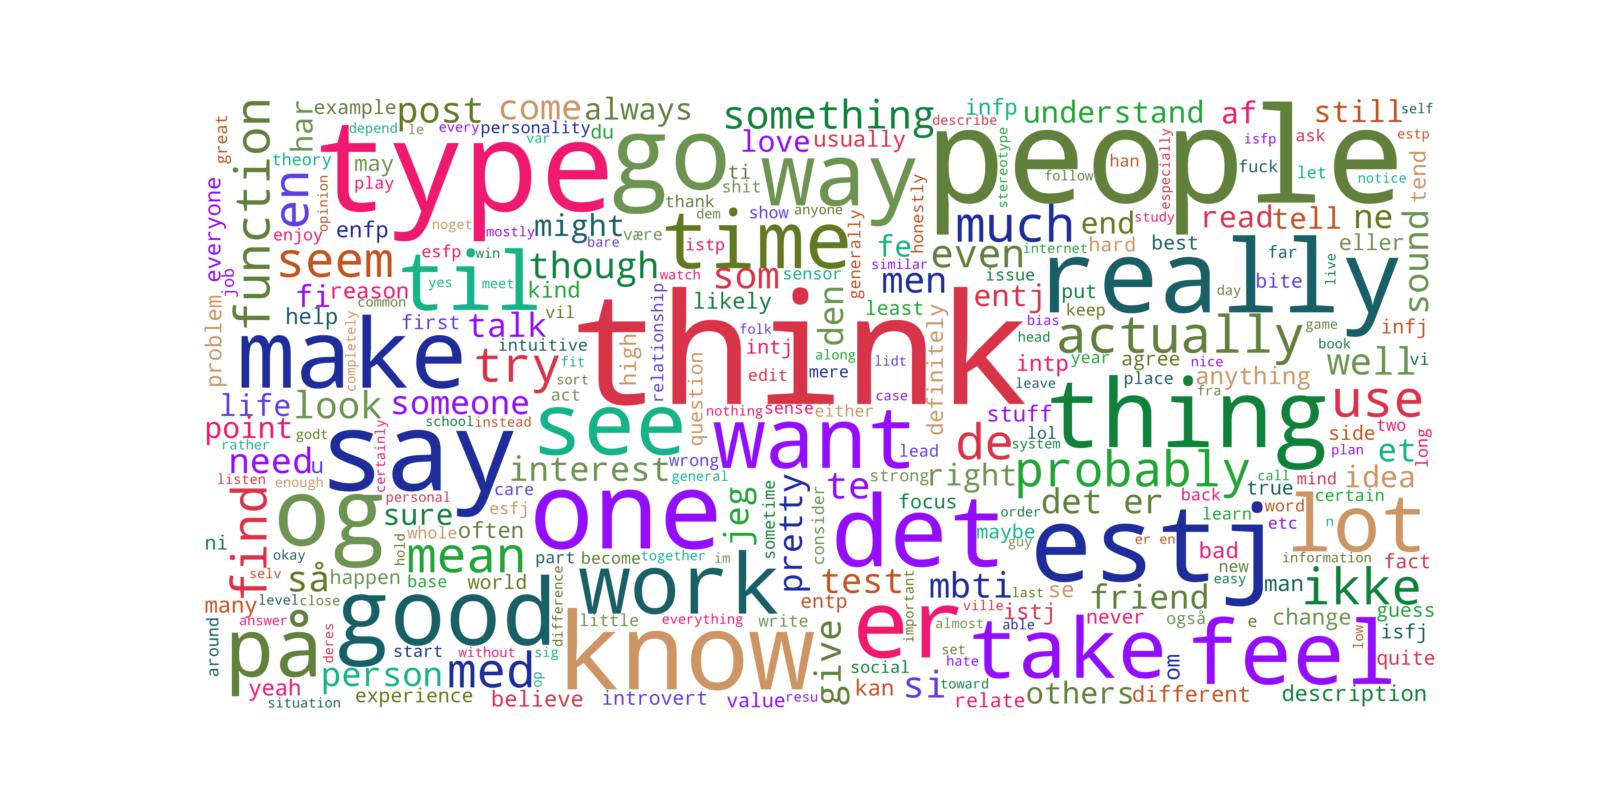 great
function
har
example
post
come
always
something
infp
understand
af
still
self
depend
le
every
personality
du
var
describe
stereotype
especially
isfp
ask
estp
type
go
way
people
love
usually
theory
may
play
opinion
en
ti
shit
thank
dem
show
anyone
honestly
han
follow
fuck
let
notice
tend
everyone
enjoy
enfp
noget
mostly
might
bare
være
time
istp
generally
fe
much
end
study
read
tell
ne
seem
esfp
win
til
yes
meet
though
watch
som
sensor
similar
men
even
internet
hard
best
far
eller
sound
job
fi
reason
common
kind
vil
likely
den
least
issue
entj
put
keep
really
day
bite
live
problem
help
first
talk
intuitive
relationship
folk
intj
along
think
bias
head
actually
game
infj
book
make
completely
try
fit
sort
act
high
question
edit
mere
lidt
case
definitely
intp
leave
year
agree
nice
place
anything
fra
well
vi
life
look
someone
see
nothing
sense
either
stuff
thing
use
point
rather
godt
school
instead
say
certainly
want
lead
de
lol
system
side
two
plan
et
long
need
u
listen
enough
interest
wrong
general
strong
right
probably
call
true
mind
idea
find
og
personal
care
esfj
one
jeg
sometime
pretty
consider
te
focus
order
det
det er
back
learn
word
etc
certain
n
lot
sure
whole
often
maybe
guy
er en
estj
bad
new
easy
information
fact
ni
okay
selv
så
happen
hold
base
mean
world
part
become
together
im
work
test
entp
mbti
last
se
friend
man
ikke
many
level
close
good
difference
little
everything
write
know
give
important
er
ville
istj
almost
able
never
også
e
change
guess
isfj
around
answer
på
deres
start
without
sig
op
person
med
social
set
hate
take
om
feel
low
quite
yeah
situation
experience
believe
introvert
value
resu
kan
si
toward
relate
others
different
description